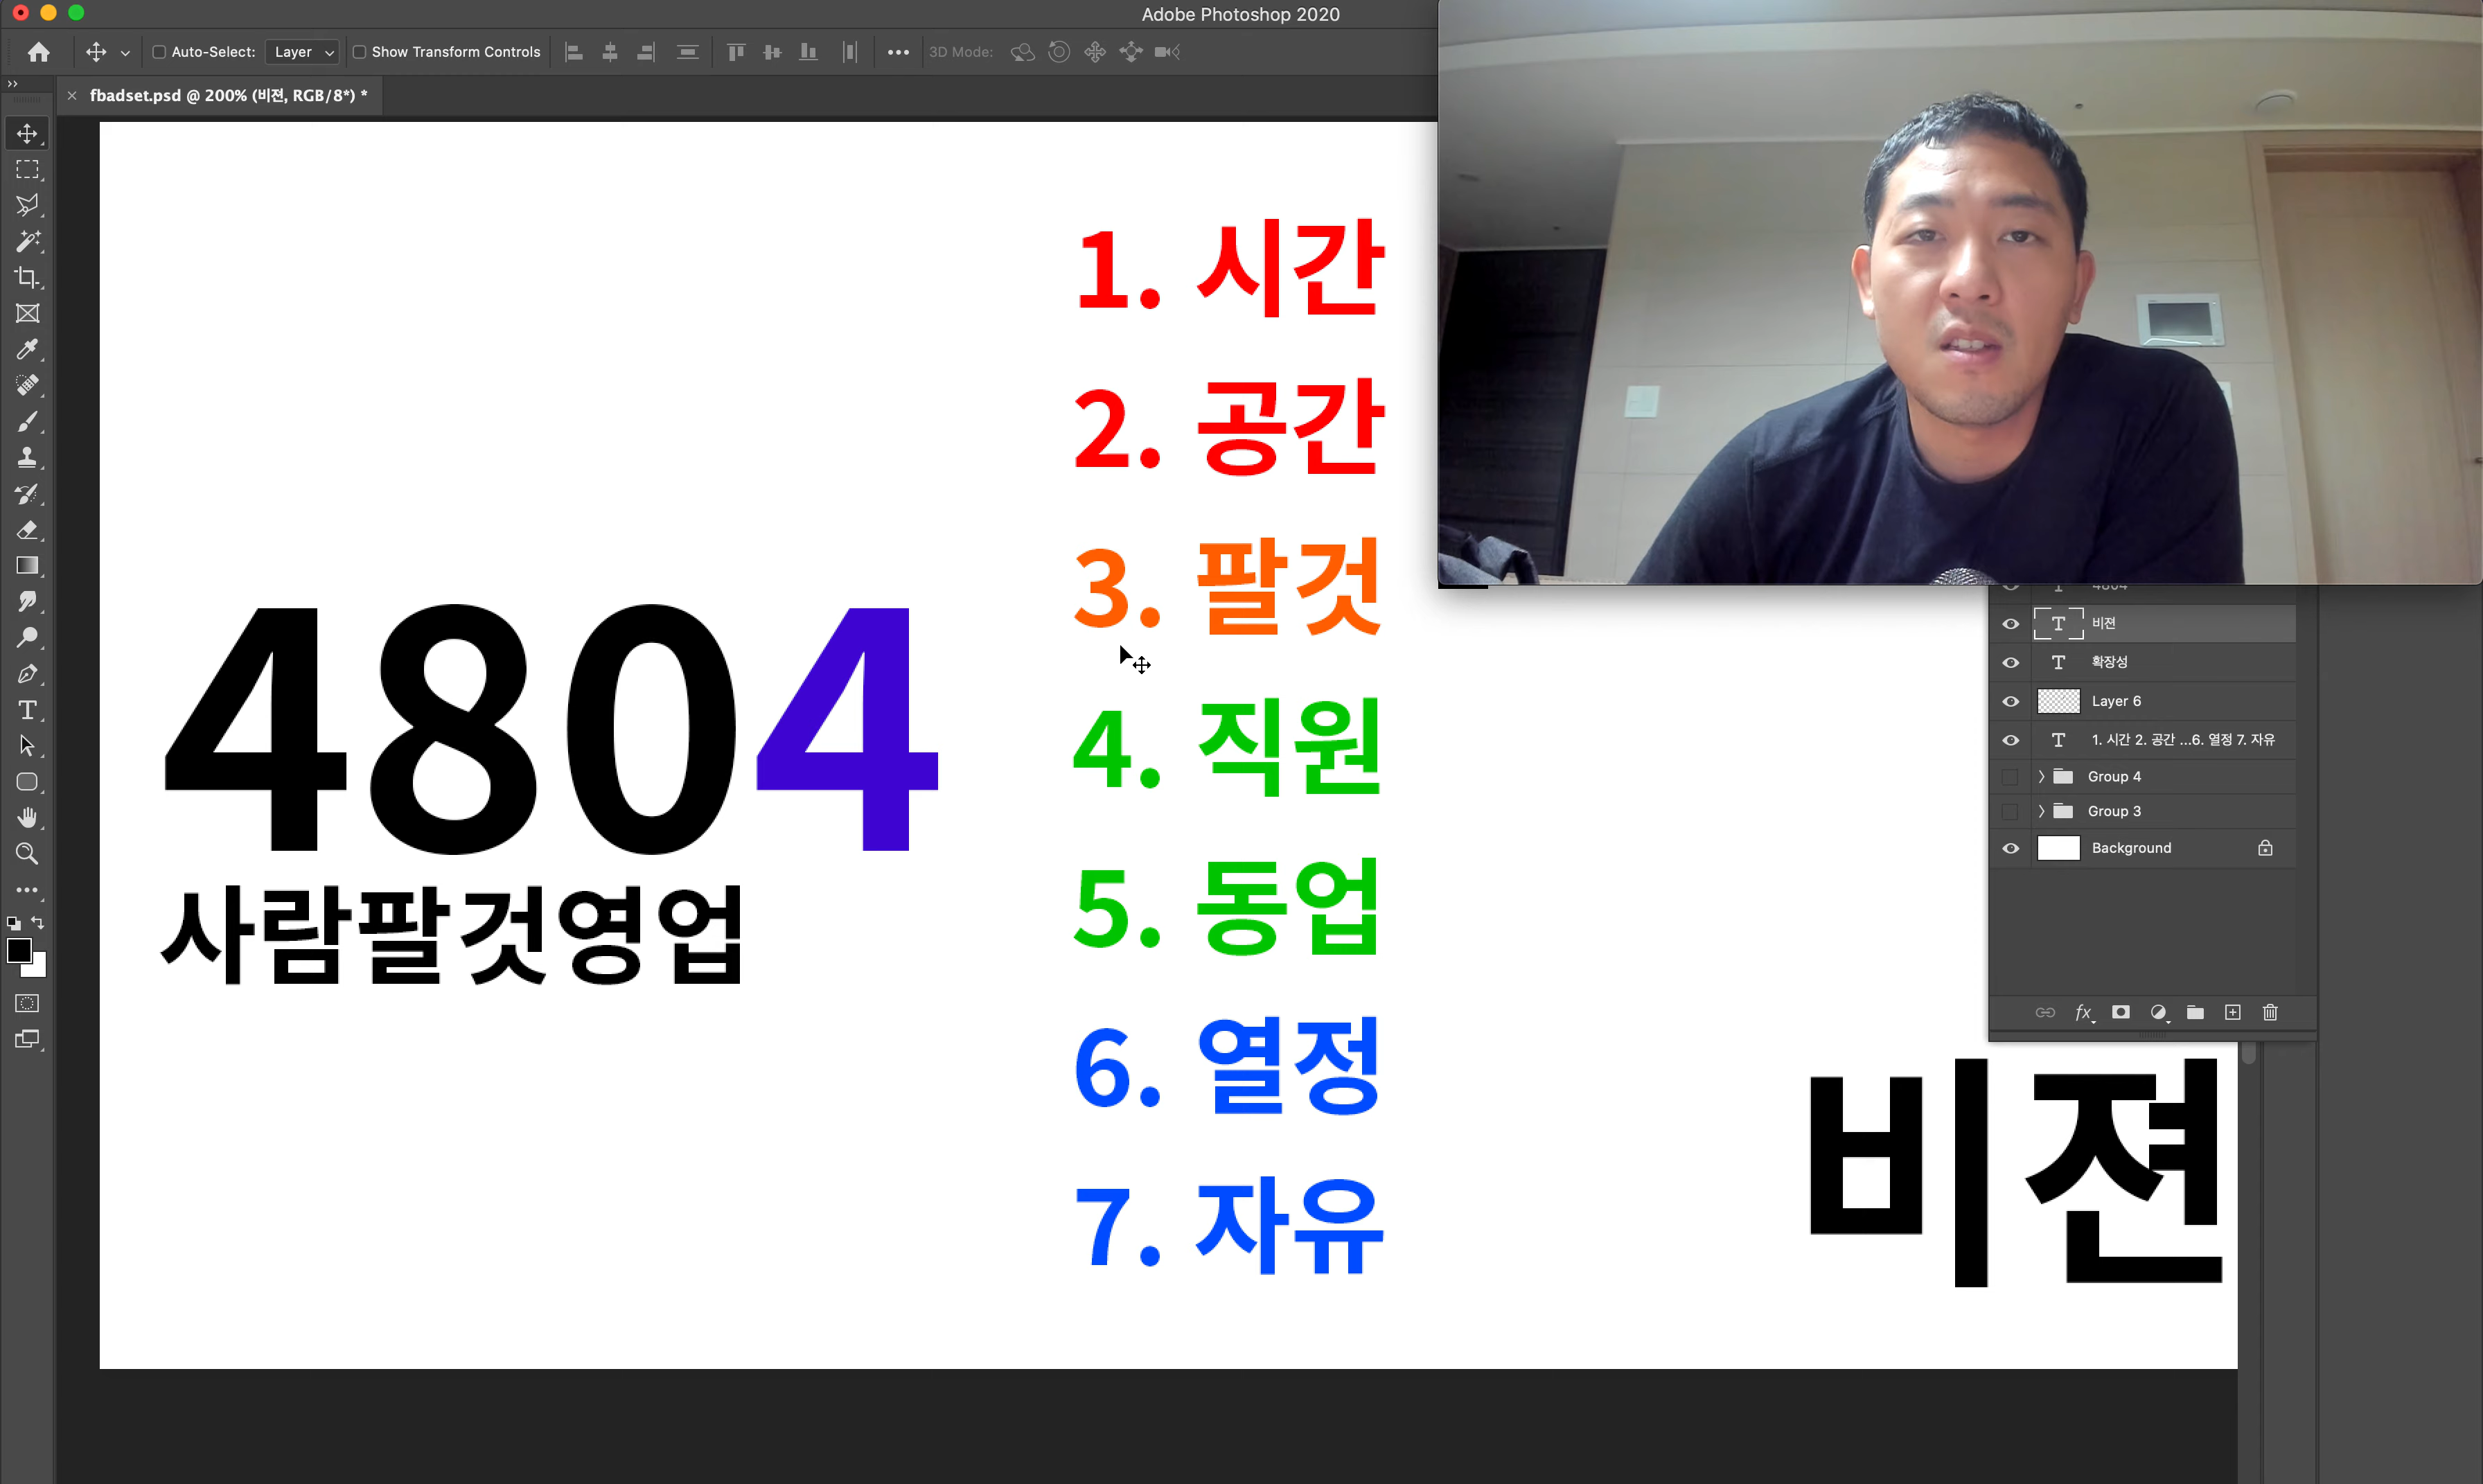 Adobe Photoshop 2020
Auto-Select:
Layer
Show Transform Controls
3D Mode:
fbadset.psd @ 200% (비젼, RGB/8*) *
1. 시간
2. 공간
3. 팔것
4. 직원
5. 동업
6. 열정
7. 자유
4804
사람팔것영업
비젼
4804
비젼
확장성
Layer 6
1. 시간 2. 공간 ...6. 열정 7. 자유
Group 4
Group 3
Background
fx